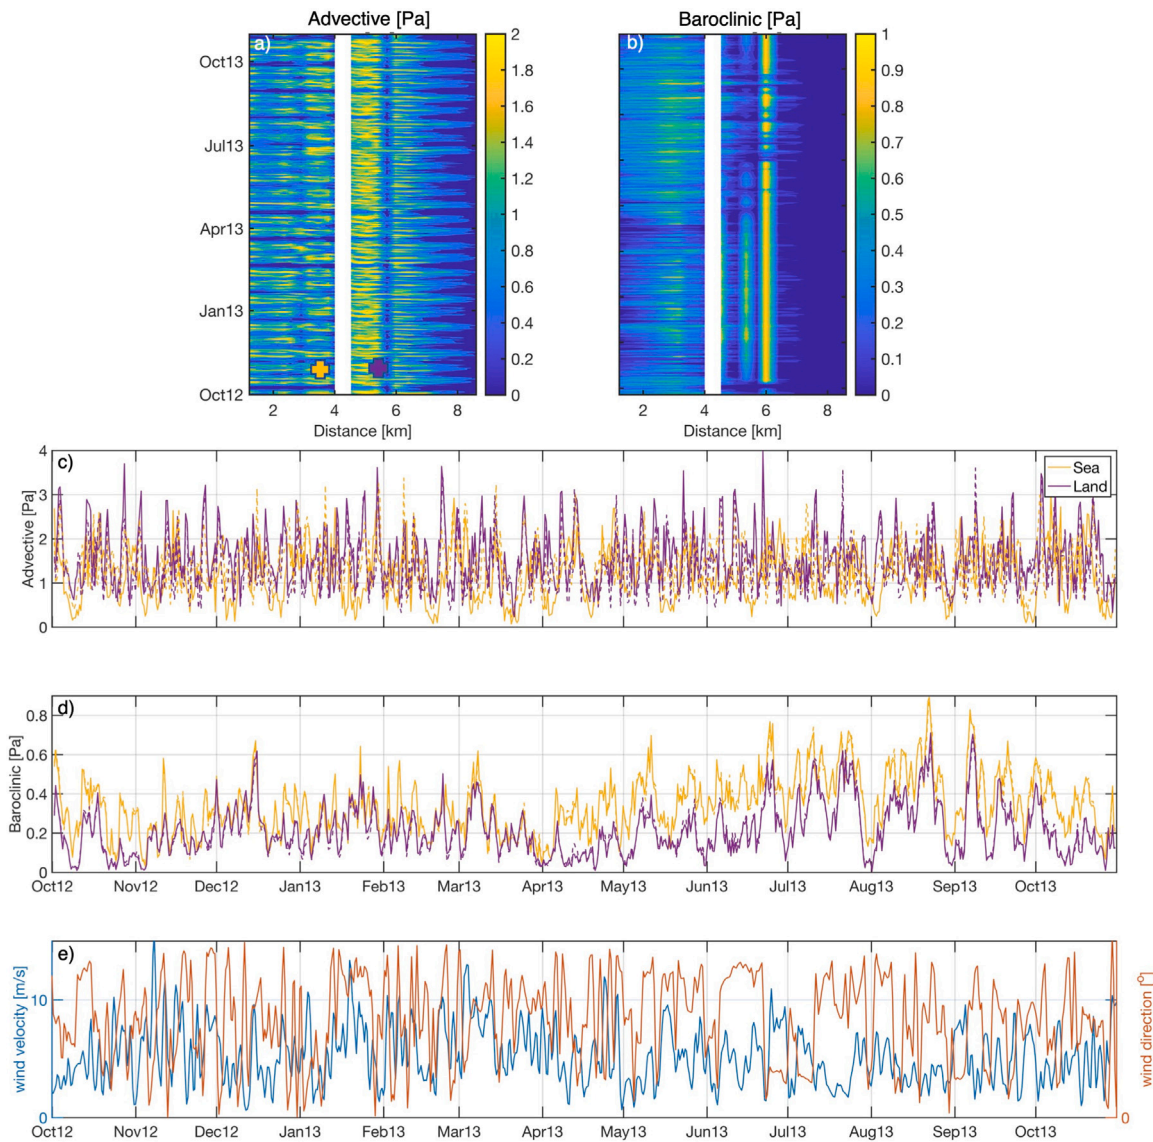 Advective [Pa]
Baroclinic [Pa]
a)
b)
Oct13
Jul13
Apr13
Jan13
Oct12
2
1.8
1.6
1.4
1.2
1
0.8
0.6
0.4
0.2
0
1
0.9
0.8
0.7
0.6
0.5
0.4
0.3
0.2
0.1
0
2 4 6 8
2 4 6 8
Distance [km]
Distance [km]
c)
4
3
2
1
0
Advective [Pa]
Sea
Land
d)
0.8
0.6
0.4
0.2
0
Baroclinic [Pa]
Oct12 Nov12 Dec12 Jan13 Feb13 Mar13 Apr13 May13 Jun13 Jul13 Aug13 Sep13 Oct13
e)
10
0
wind velocity [m/s]
wind direction [°]
0
Oct12 Nov12 Dec12 Jan13 Feb13 Mar13 Apr13 May13 Jun13 Jul13 Aug13 Sep13 Oct13